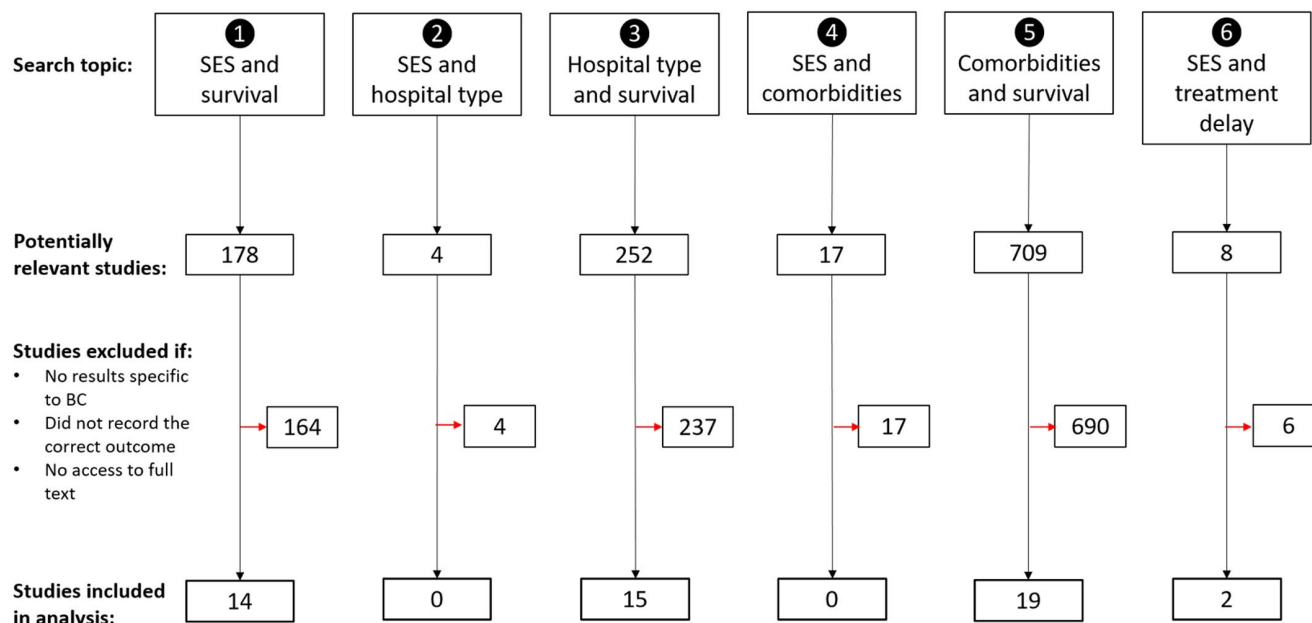 Search topic:
1
SES and
survival
2
SES and
hospital type
3
Hospital type
and survival
4
SES and
comorbidities
5
Comorbidities
and survival
6
SES and
treatment
delay
Potentially
relevant studies:
178
4
252
17
709
8
Studies excluded if:
• No results specific
to BC
• Did not record the
correct outcome
• No access to full
text
164
4
237
17
690
6
Studies included
in analysis:
14
0
15
0
19
2